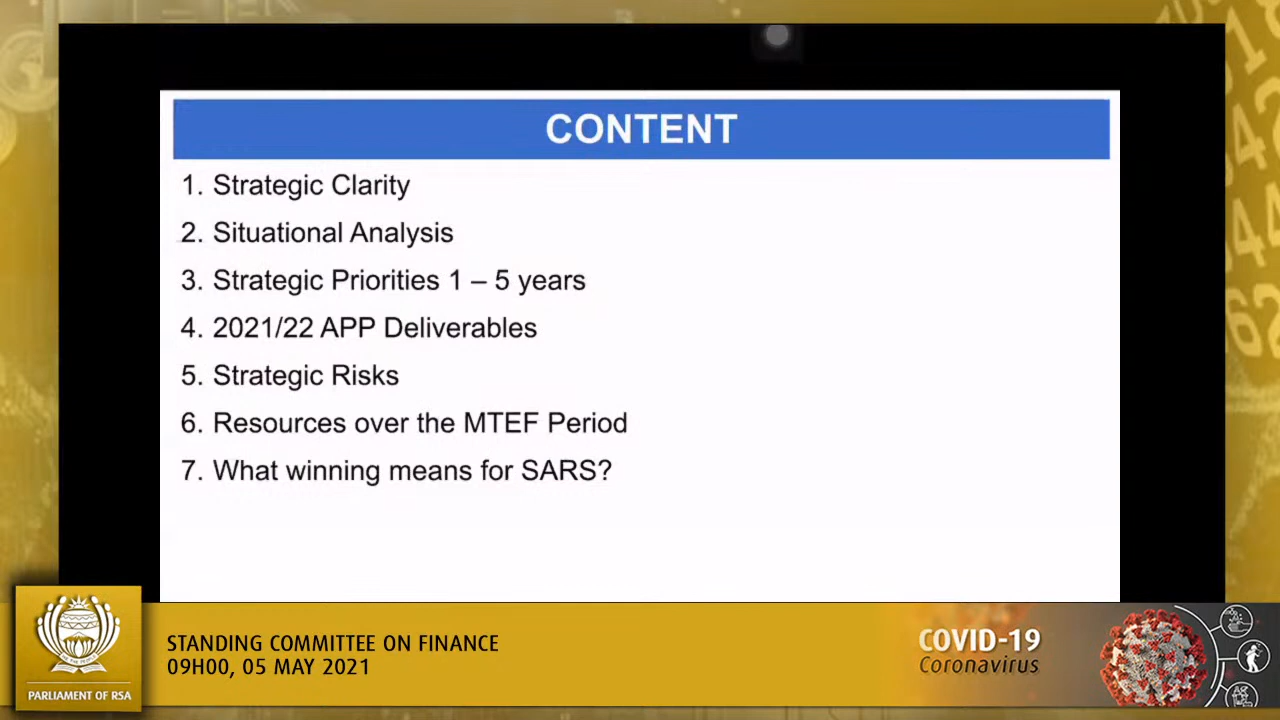 CONTENT
1. Strategic Clarity
2. Situational Analysis
3. Strategic Priorities 1 – 5 years
4. 2021/22 APP Deliverables
5. Strategic Risks
6. Resources over the MTEF Period
7. What winning means for SARS?
STANDING COMMITTEE ON FINANCE
09H00, 05 MAY 2021
PARLIAMENT OF RSA
COVID-19
Coronavirus